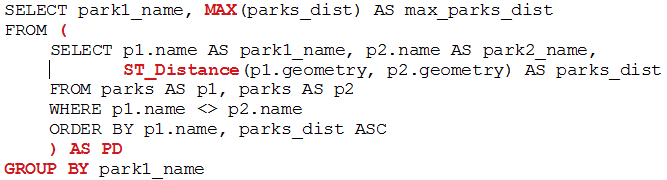 SELECT park1_name, MAX(parks_dist) AS max_parks_dist
FROM (
SELECT p1.name AS park1_name, p2.name AS park2_name,
ST_Distance(p1.geometry, p2.geometry) AS parks_dist
FROM parks AS p1, parks AS p2
WHERE p1.name <> p2.name
ORDER BY p1.name, parks_dist ASC
) AS PD
GROUP BY park1_name